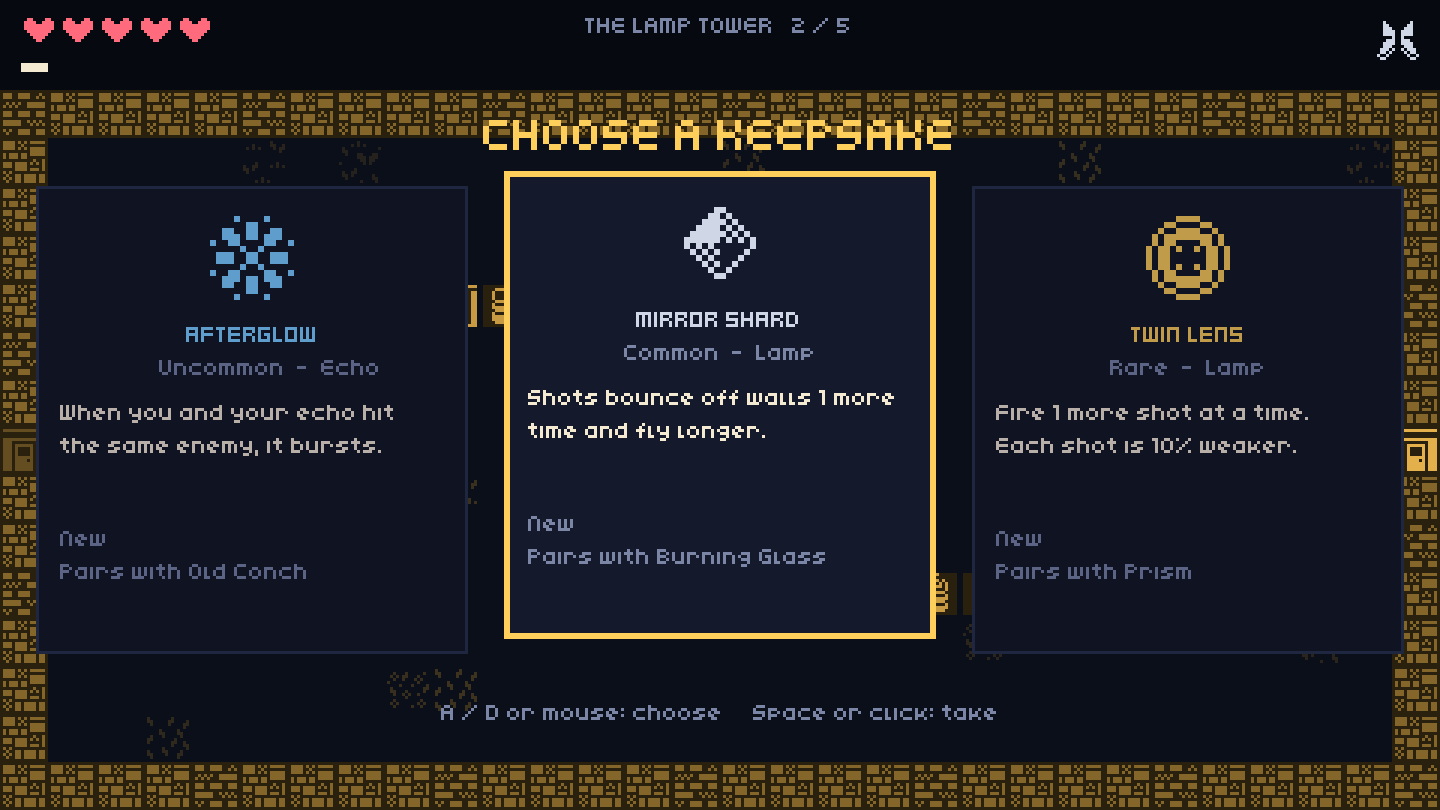 THE LAMP TOWER 2 / 5
CHOOSE A KEEPSAKE
AFTERGLOW
Uncommon - Echo
When you and your echo hit
the same enemy, it bursts.
New
Pairs with Old Conch
MIRROR SHARD
Common - Lamp
Shots bounce off walls 1 more
time and fly longer.
New
Pairs with Burning Glass
TWIN LENS
Rare - Lamp
Fire 1 more shot at a time.
Each shot is 10% weaker.
New
Pairs with Prism
A / D or mouse: choose Space or click: take